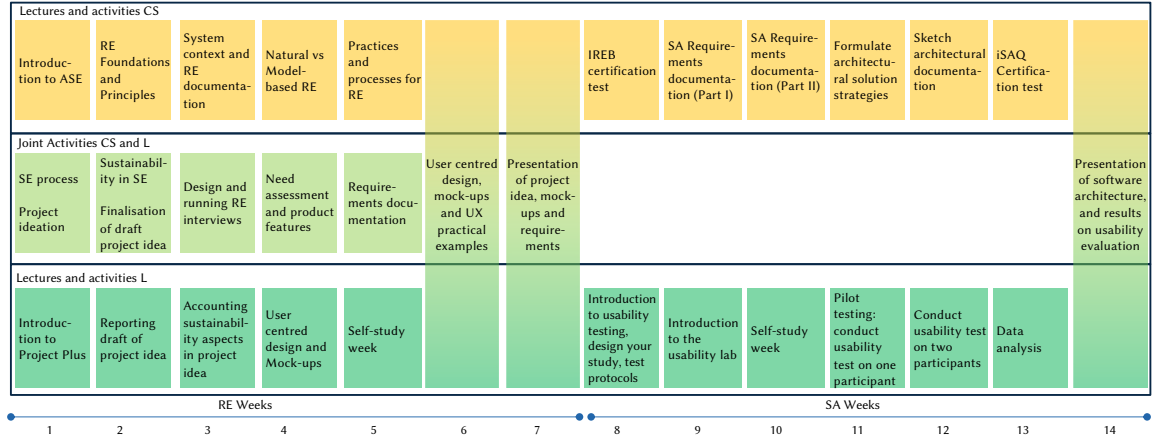 Lectures and activities CS
Introduc-
tion to ASE
RE
Foundations
and
Principles
System
context and
RE
documenta-
tion
Natural vs
Model-
based RE
Practices
and
processes for
RE
IREB
certification
test
SA Require-
ments
documenta-
tion (Part I)
SA Require-
ments
documenta-
tion (Part II)
Formulate
architectu-
ral solution
strategies
Sketch
architectural
documenta-
tion
iSAQ
Certifica-
tion test
Joint Activities CS and L
SE process
Project
ideation
Sustainabil-
ity in SE
Finalisation
of draft
project idea
Design and
running RE
interviews
Need
assessment
and product
features
Require-
ments docu-
mentation
User centred
design,
mock-ups
and UX
practical
examples
Presentation
of project
idea, mock-
ups and
require-
ments
Presentation
of software
architecture,
and results
on usability
evaluation
Lectures and activities L
Introduc-
tion to
Project Plus
Reporting
draft of
project idea
Accounting
sustainabil-
ity aspects
in project
idea
User
centred
design and
Mock-ups
Self-study
week
Introduction
to usability
testing,
design your
study, test
protocols
Introduction
to the
usability lab
Self-study
week
Pilot
testing:
conduct
usability
test on one
participant
Conduct
usability test
on two
participants
Data
analysis
RE Weeks
SA Weeks
1 2 3 4 5 6 7 8 9 10 11 12 13 14